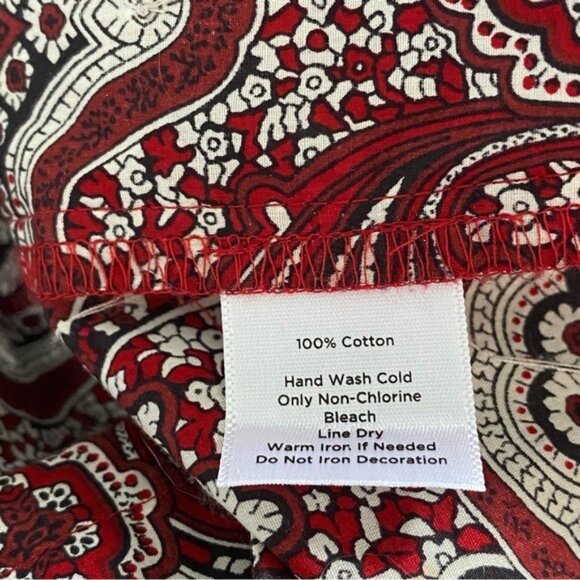 100% Cotton
Hand Wash Cold
Only Non-Chlorine
Bleach
Line Dry
Warm Iron If Needed
Do Not Iron Decoration